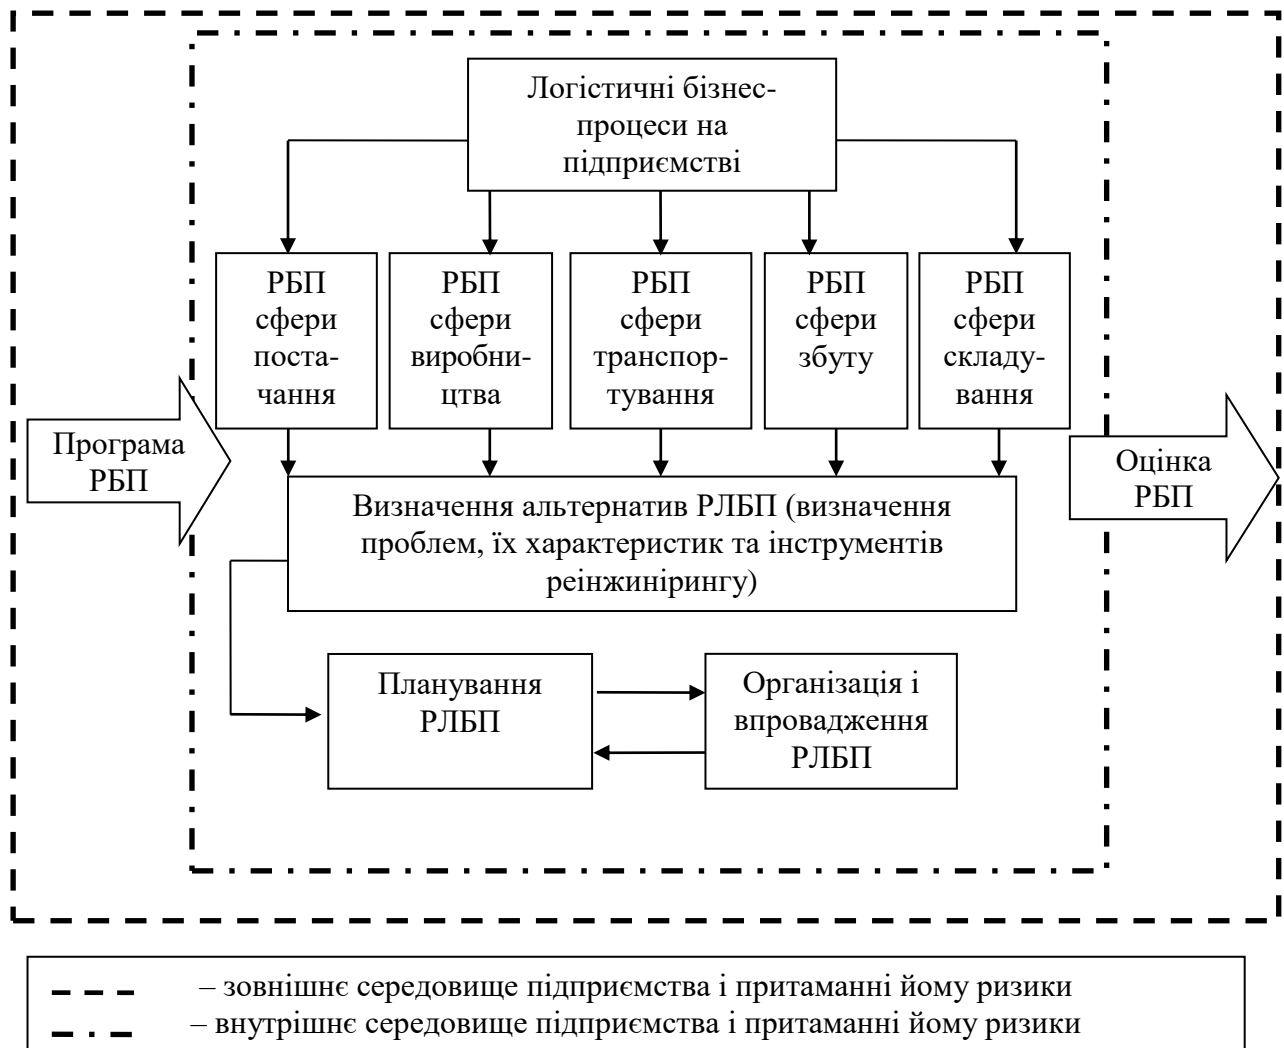 Логістичні бізнес-
процеси на
підприємстві
РБП
сфери
поста-
чання
РБП
сфери
виробни-
цтва
РБП
сфери
транспор-
тування
РБП
сфери
збуту
РБП
сфери
складу-
вання
Програма
РБП
Оцінка
РБП
Визначення альтернатив РЛБП (визначення
проблем, їх характеристик та інструментів
реінжинірингу)
Планування
РЛБП
Організація і
впровадження
РЛБП
– зовнішнє середовище підприємства і притаманні йому ризики
– внутрішнє середовище підприємства і притаманні йому ризики